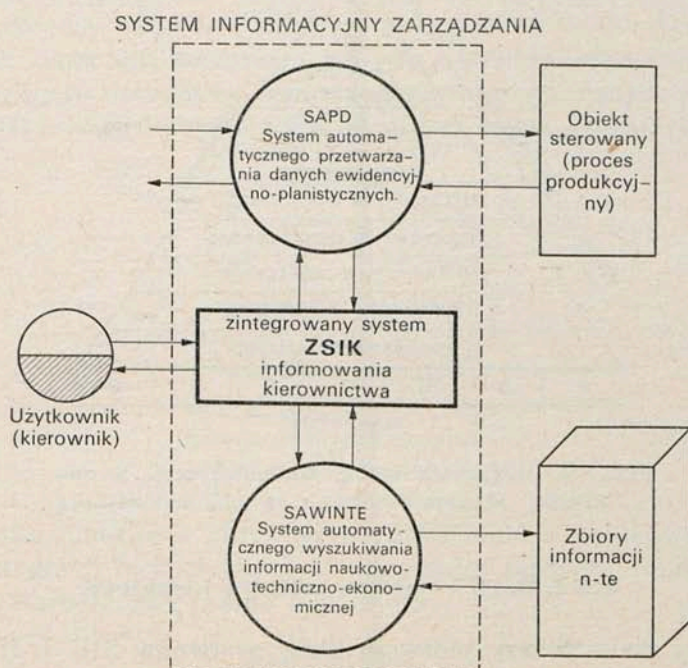 SYSTEM INFORMACYJNY ZARZĄDZANIA
SAPD
System automa-
tycznego przetwarza-
nia danych ewidencyj-
no-planistycznych.
Obiekt
sterowany
(proces
produkcyj-
ny)
zintegrowany system
ZSIK
informowania
kierownictwa
Użytkownik
(kierownik)
SAWINTE
System automaty-
cznego wyszukiwania
informacji naukowo-
techniczno-ekono-
micznej
Zbiory
informacji
n-te